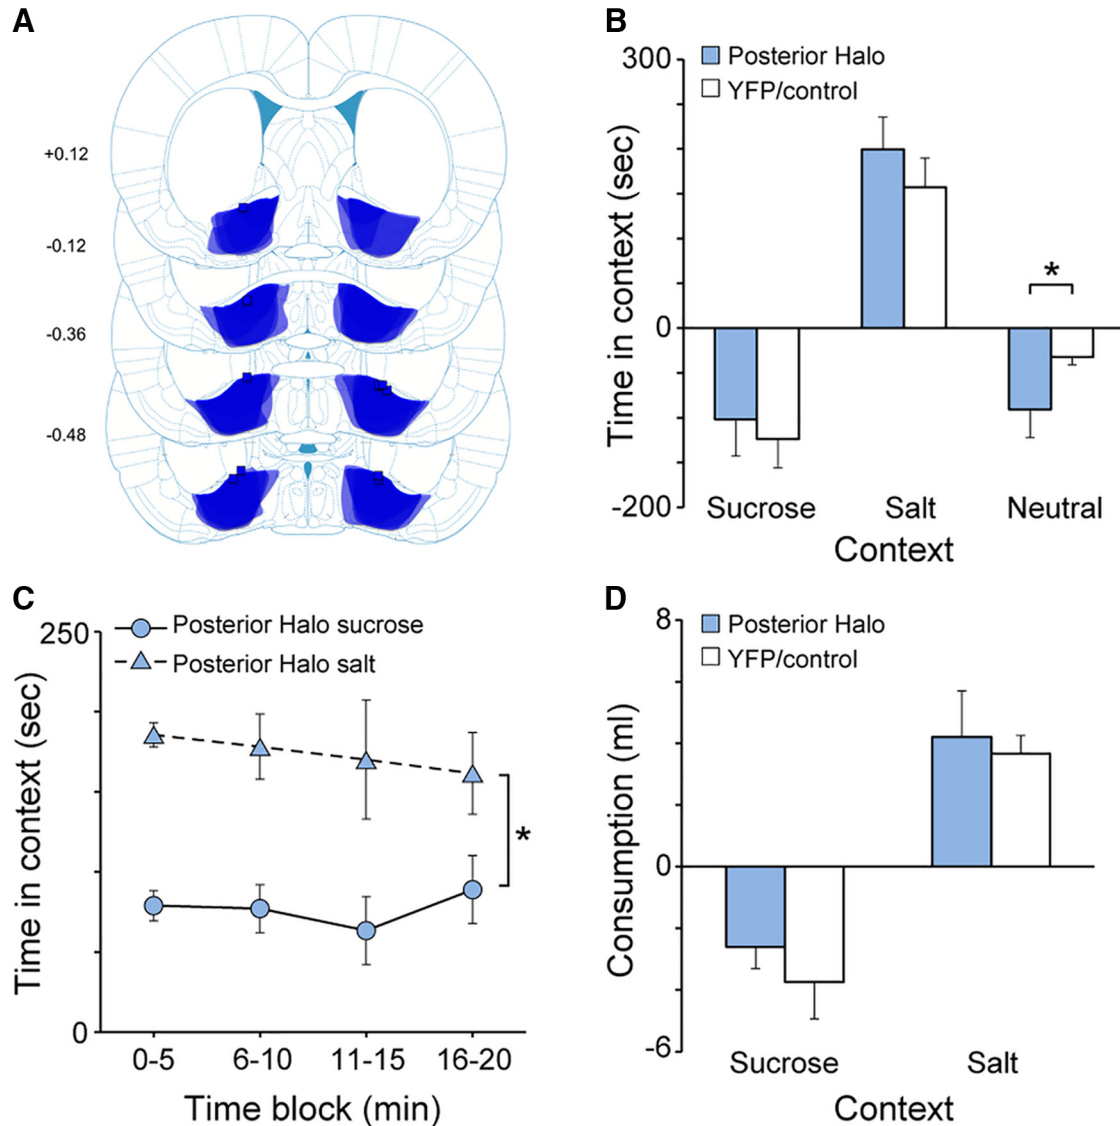 A
+0.12
-0.12
-0.36
-0.48
B
Posterior Halo
YFP/control
300
0
-200
Time in context (sec)
*
Sucrose Salt Neutral
Context
C
Posterior Halo sucrose
Posterior Halo salt
250
0
Time in context (sec)
*
0-5 6-10 11-15 16-20
Time block (min)
D
Posterior Halo
YFP/control
8
0
-6
Consumption (ml)
Sucrose Salt
Context